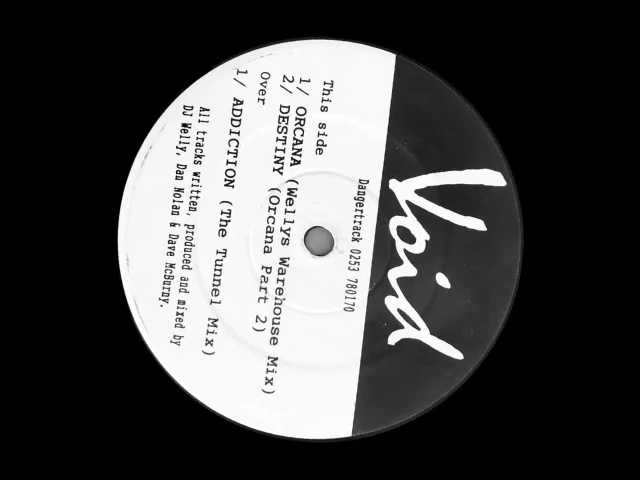 Void
Dangertrack 0253 780170
This side
1/ ORCANA (Wellys Warehouse Mix)
2/ DESTINY (Orcana Part 2)
Over
1/ ADDICTION (The Tunnel Mix)
All tracks written, produced and mixed by
DJ Welly, Dan Nolan & Dave McBurny.